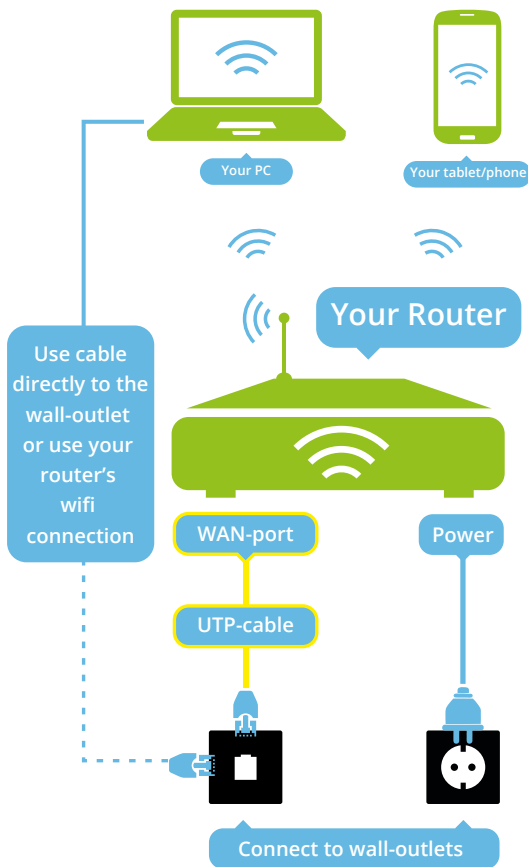 Your PC
Your tablet/phone
Your Router
Use cable
directly to the
wall-outlet
or use your
router’s
wifi
connection
WAN-port
Power
UTP-cable
Connect to wall-outlets